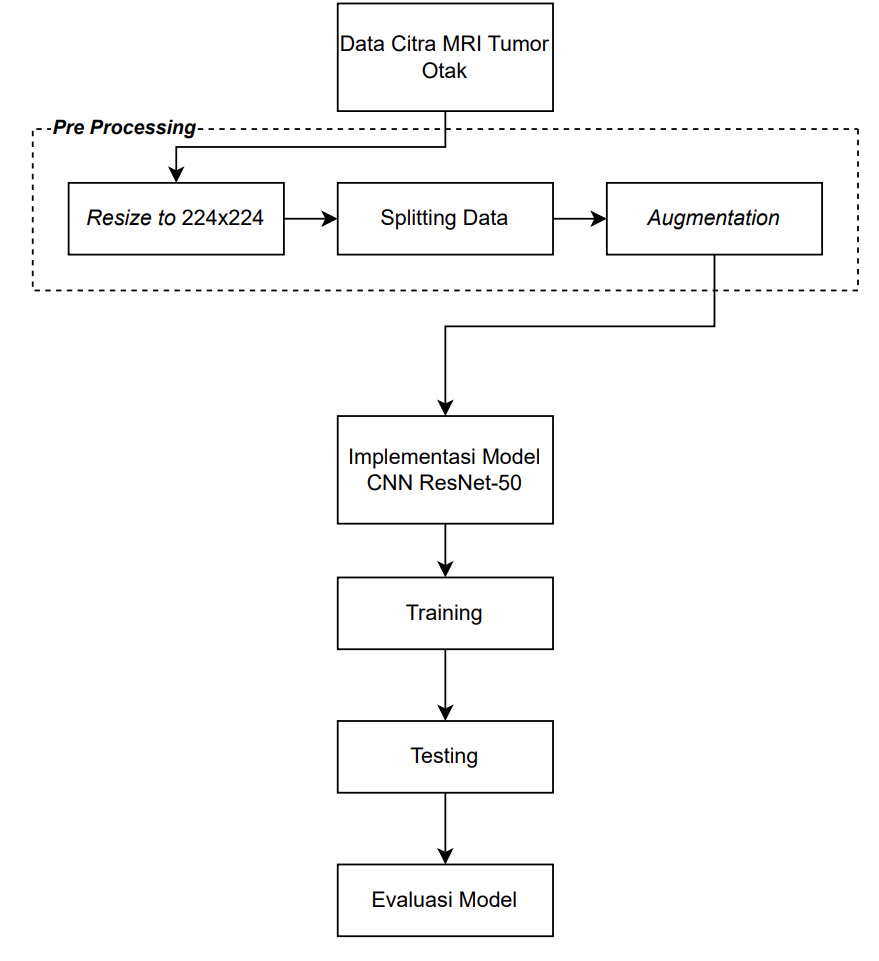 Data Citra MRI Tumor
Otak
Pre Processing
Resize to 224x224
Splitting Data
Augmentation
Implementasi Model
CNN ResNet-50
Training
Testing
Evaluasi Model